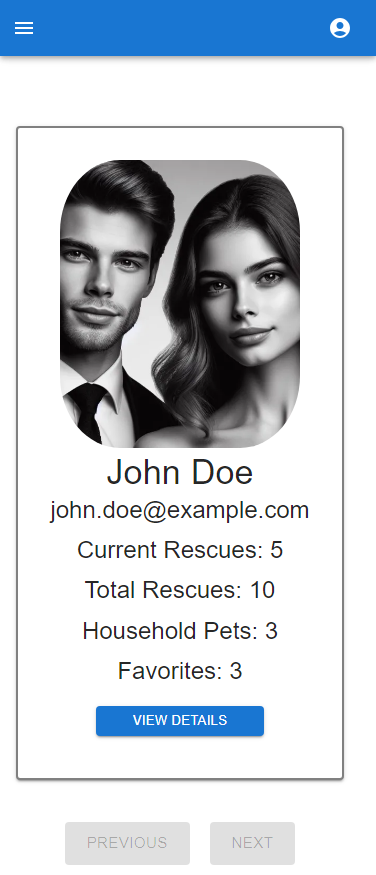 John Doe
john.doe@example.com
Current Rescues: 5
Total Rescues: 10
Household Pets: 3
Favorites: 3
VIEW DETAILS
PREVIOUS NEXT